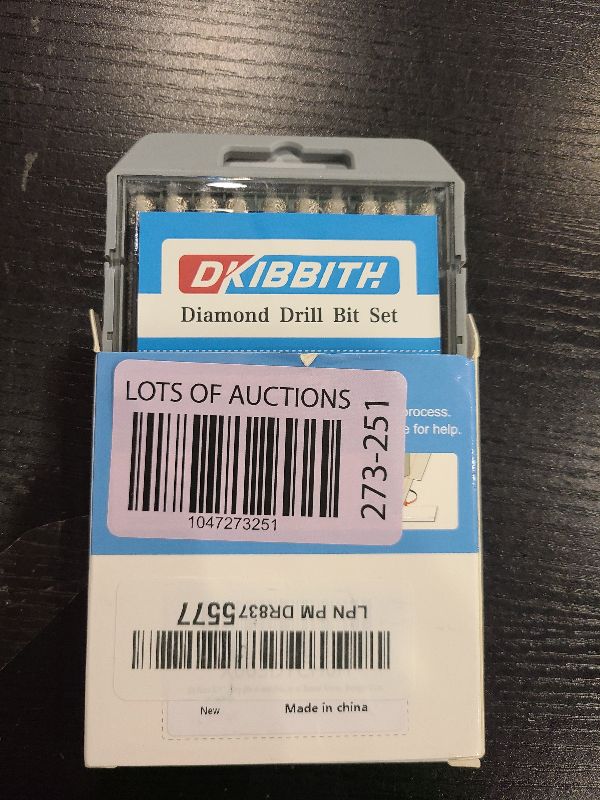 DKIBBITH
Diamond Drill Bit Set
process.
e for help.
LOTS OF AUCTIONS
273-251
1047273251
LPN PM DR8375577
New
Made in china